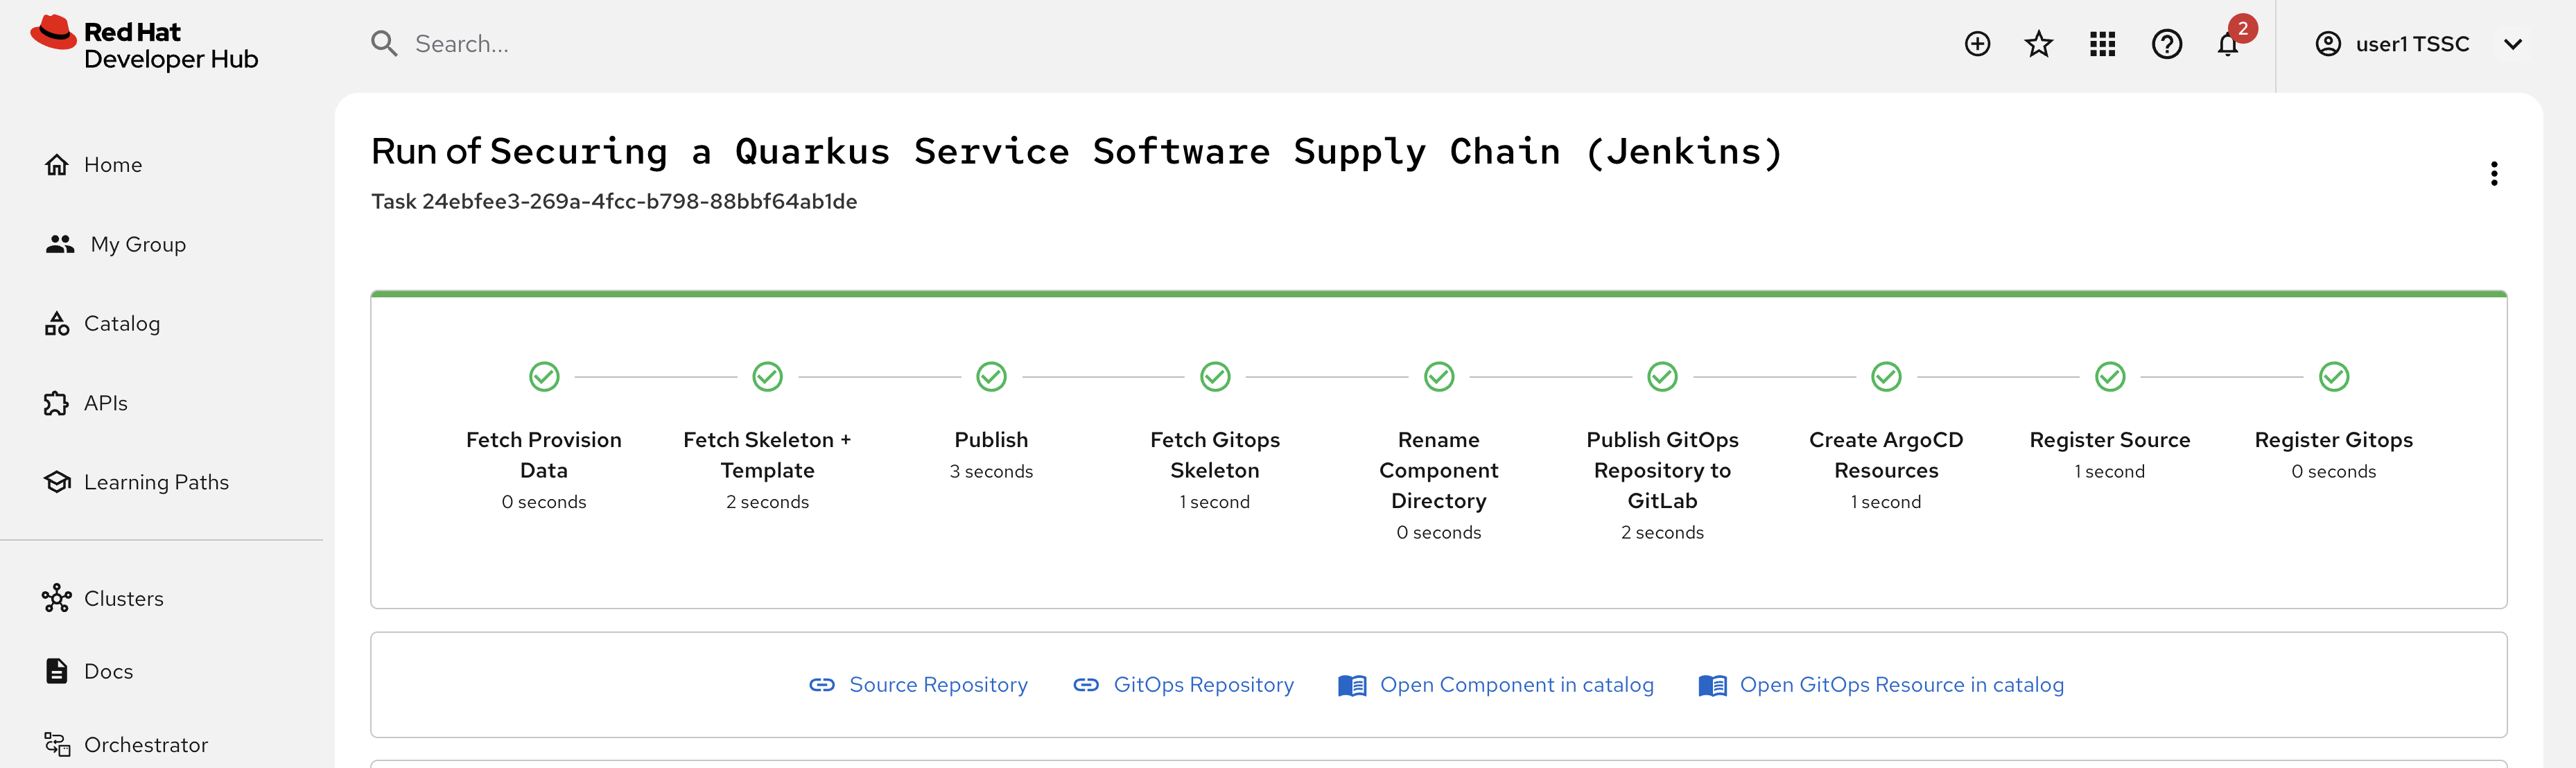 Red Hat
Developer Hub
Search...
2
user1 TSSC
Home
My Group
Catalog
APIs
Learning Paths
Clusters
Docs
Orchestrator
Run of Securing a Quarkus Service Software Supply Chain (Jenkins)
Task 24ebfee3-269a-4fcc-b798-88bbf64ab1de
Fetch Provision
Data
0 seconds
Fetch Skeleton +
Template
2 seconds
Publish
3 seconds
Fetch Gitops
Skeleton
1 second
Rename
Component
Directory
0 seconds
Publish GitOps
Repository to
GitLab
2 seconds
Create ArgoCD
Resources
1 second
Register Source
1 second
Register Gitops
0 seconds
Source Repository
GitOps Repository
Open Component in catalog
Open GitOps Resource in catalog